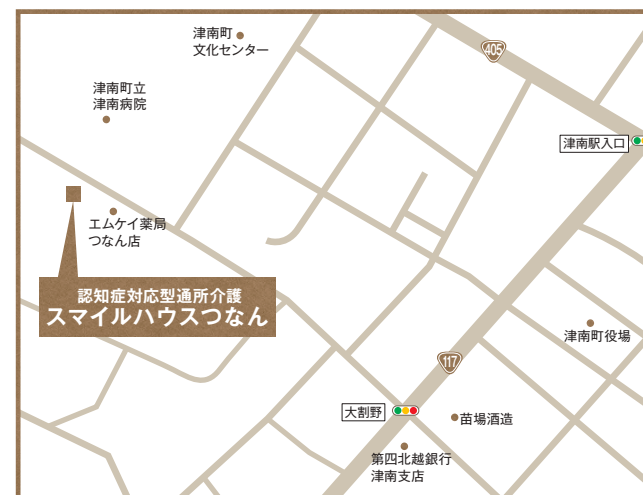 津南町
文化センター
405
津南町立
津南病院
津南駅入口
エムケイ薬局
つなん店
認知症対応型通所介護
スマイルハウスつなん
津南町役場
117
大割野
苗場酒造
第四北越銀行
津南支店